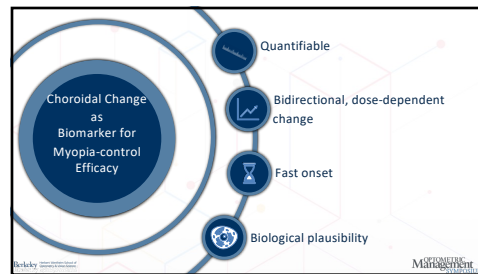 Choroidal Change
as
Biomarker for
Myopia-control
Efficacy
Quantifiable
Bidirectional, dose-dependent
change
Fast onset
Biological plausibility
Berkeley
OPTOMETRIC
Management
SYMPOSIUM